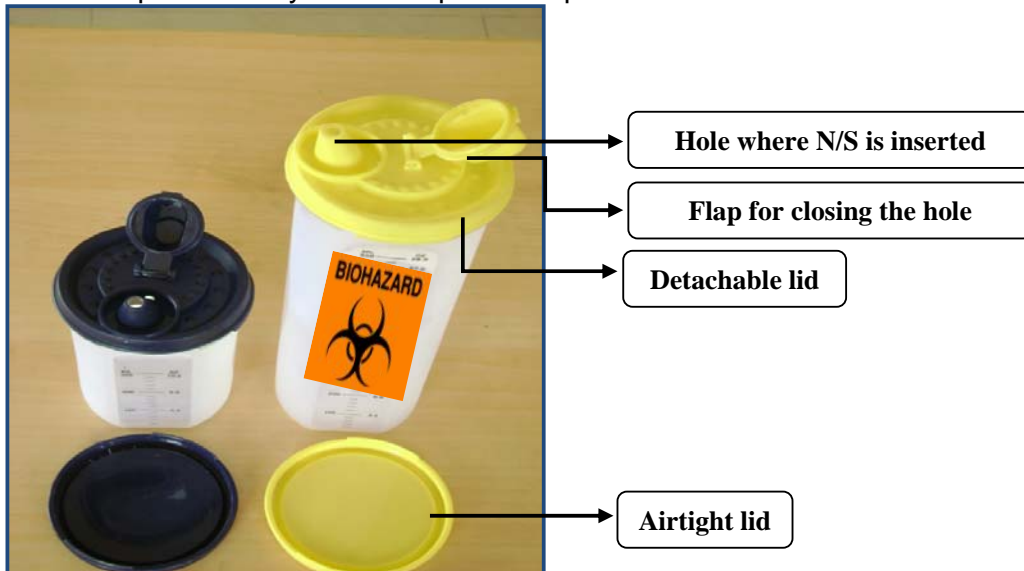 Hole where N/S is inserted
Flap for closing the hole
Detachable lid
BIOHAZARD
Airtight lid